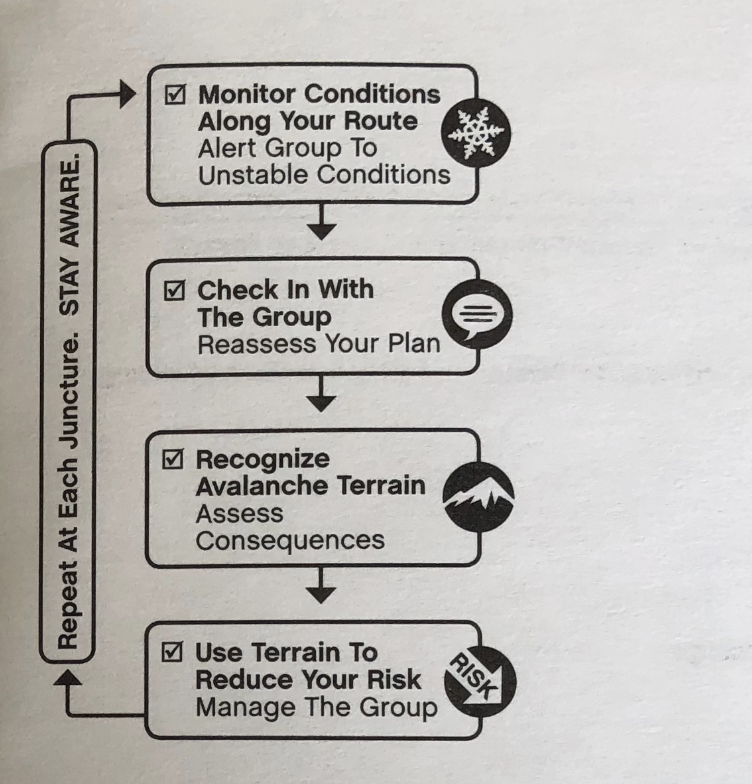 Monitor Conditions
Along Your Route
Alert Group To
Unstable Conditions
Check In With
The Group
Reassess Your Plan
Recognize
Avalanche Terrain
Assess
Consequences
Use Terrain To
Reduce Your Risk
Manage The Group
RISK
Repeat At Each Juncture. STAY AWARE.